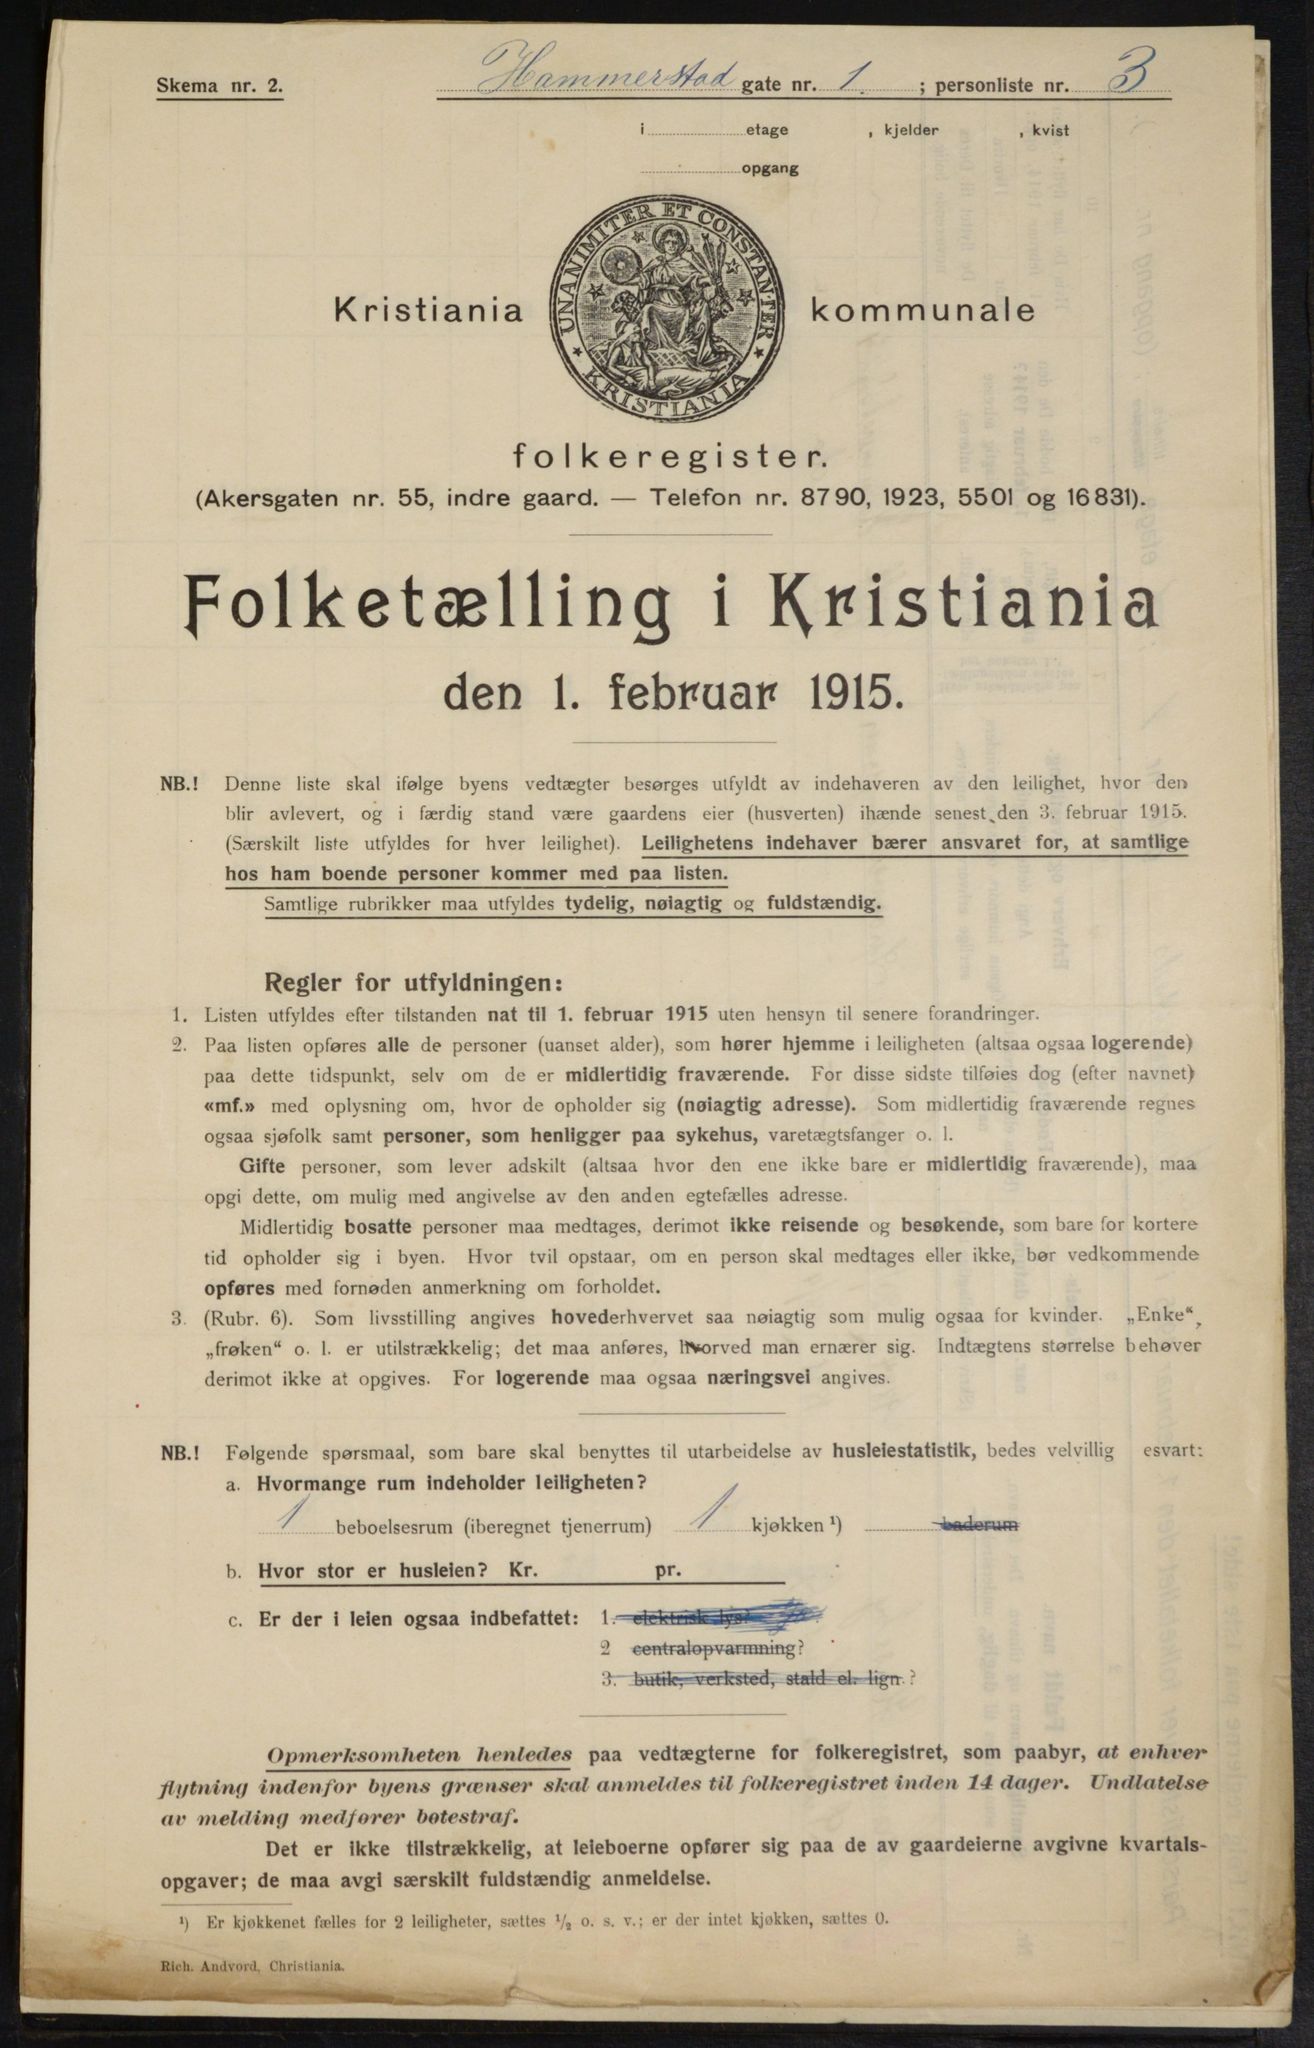 Skema nr. 2. Hammerstad gate nr. 1. ; personliste nr. 3
i etage , kjelder , kvist
opgang
UNANIMITER ET CONSTANTER
★ KRISTIANIA ★
Kristiania kommunale
folkeregister.
(Akersgaten nr. 55, indre gaard. — Telefon nr. 8790, 1923, 5501 og 16831).
Folketælling i Kristiania
den 1. februar 1915.
NB.! Denne liste skal ifølge byens vedtægter besørges utfyldt av indehaveren av den leilighet, hvor den
blir avlevert, og i færdig stand være gaardens eier (husverten) ihænde senest den 3. februar 1915.
(Særskilt liste utfyldes for hver leilighet). Leilighetens indehaver bærer ansvaret for, at samtlige
hos ham boende personer kommer med paa listen.
Samtlige rubrikker maa utfyldes tydelig, nøiagtig og fuldstændig.
Regler for utfyldningen:
1. Listen utfyldes efter tilstanden nat til 1. februar 1915 uten hensyn til senere forandringer.
2. Paa listen opføres alle de personer (uanset alder), som hører hjemme i leiligheten (altsaa ogsaa logerende)
paa dette tidspunkt, selv om de er midlertidig fraværende. For disse sidste tilføies dog (efter navnet)
«mf.» med oplysning om, hvor de opholder sig (nøiagtig adresse). Som midlertidig fraværende regnes
ogsaa sjøfolk samt personer, som henligger paa sykehus, varetægtsfanger o. l.
Gifte personer, som lever adskilt (altsaa hvor den ene ikke bare er midlertidig fraværende), maa
opgi dette, om mulig med angivelse av den anden egtefælles adresse.
Midlertidig bosatte personer maa medtages, derimot ikke reisende og besøkende, som bare for kortere
tid opholder sig i byen. Hvor tvil opstaar, om en person skal medtages eller ikke, bør vedkommende
opføres med fornøden anmerkning om forholdet.
3. (Rubr. 6). Som livsstilling angives hovederhvervet saa nøiagtig som mulig ogsaa for kvinder. „Enke“,
„frøken“ o. l. er utilstrækkelig; det maa anføres, hvorved man ernærer sig. Indtægtens størrelse behøver
derimot ikke at opgives. For logerende maa ogsaa næringsvei angives.
NB.! Følgende spørsmaal, som bare skal benyttes til utarbeidelse av husleiestatistik, bedes velvillig esvart:
a. Hvormange rum indeholder leiligheten?
1 beboelsesrum (iberegnet tjenerrum) 1 kjøkken ¹) baderum
b. Hvor stor er husleien? Kr. pr.
c. Er der i leien ogsaa indbefattet: 1. elektrisk lys?
2 centralopvarmning?
3. butik, verksted, stald el. lign.?
Opmerksomheten henledes paa vedtægterne for folkeregistret, som paabyr, at enhver
flytning indenfor byens grænser skal anmeldes til folkeregistret inden 14 dager. Undlatelse
av melding medfører bøtestraf.
Det er ikke tilstrækkelig, at leieboerne opfører sig paa de av gaardeierne avgivne kvartals-
opgaver; de maa avgi særskilt fuldstændig anmeldelse.
¹) Er kjøkkenet fælles for 2 leiligheter, sættes ½ o. s. v.; er der intet kjøkken, sættes 0.
Rich. Andvord, Christiania.